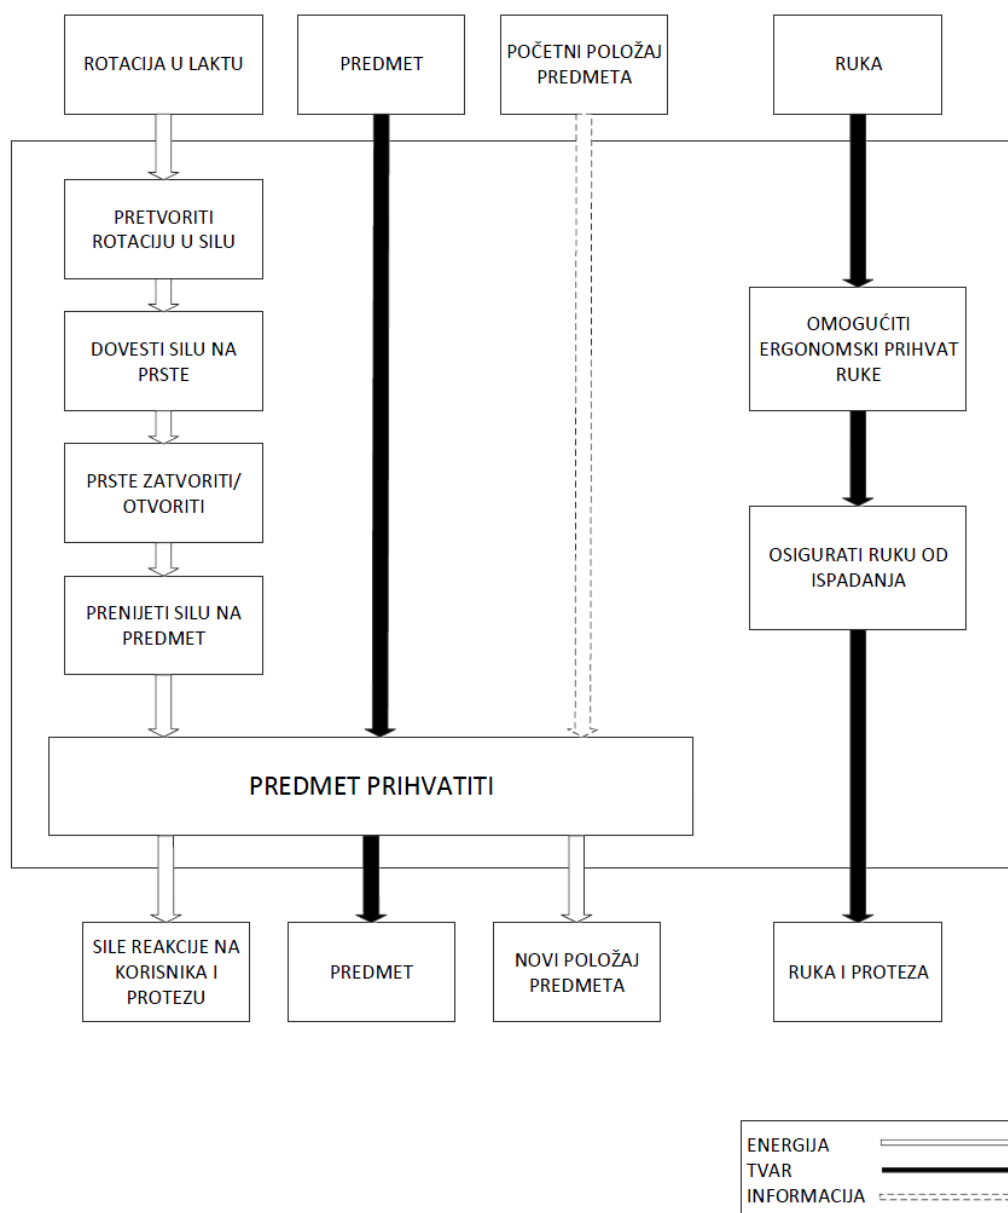 ROTACIJA U LAKTU
PREDMET
POČETNI POLOŽAJ
PREDMETA
RUKA
PRETVORITI
ROTACIJU U SILU
DOVESTI SILU NA
PRSTE
PRSTE ZATVORITI/
OTVORITI
PRENIJETI SILU NA
PREDMET
OMOGUĆITI
ERGONOMSKI PRIHVAT
RUKE
OSIGURATI RUKU OD
ISPADANJA
PREDMET PRIHVATITI
SILE REAKCIJE NA
KORISNIKA I
PROTEZU
PREDMET
NOVI POLOŽAJ
PREDMETA
RUKA I PROTEZA
ENERGIJA
TVAR
INFORMACIJA